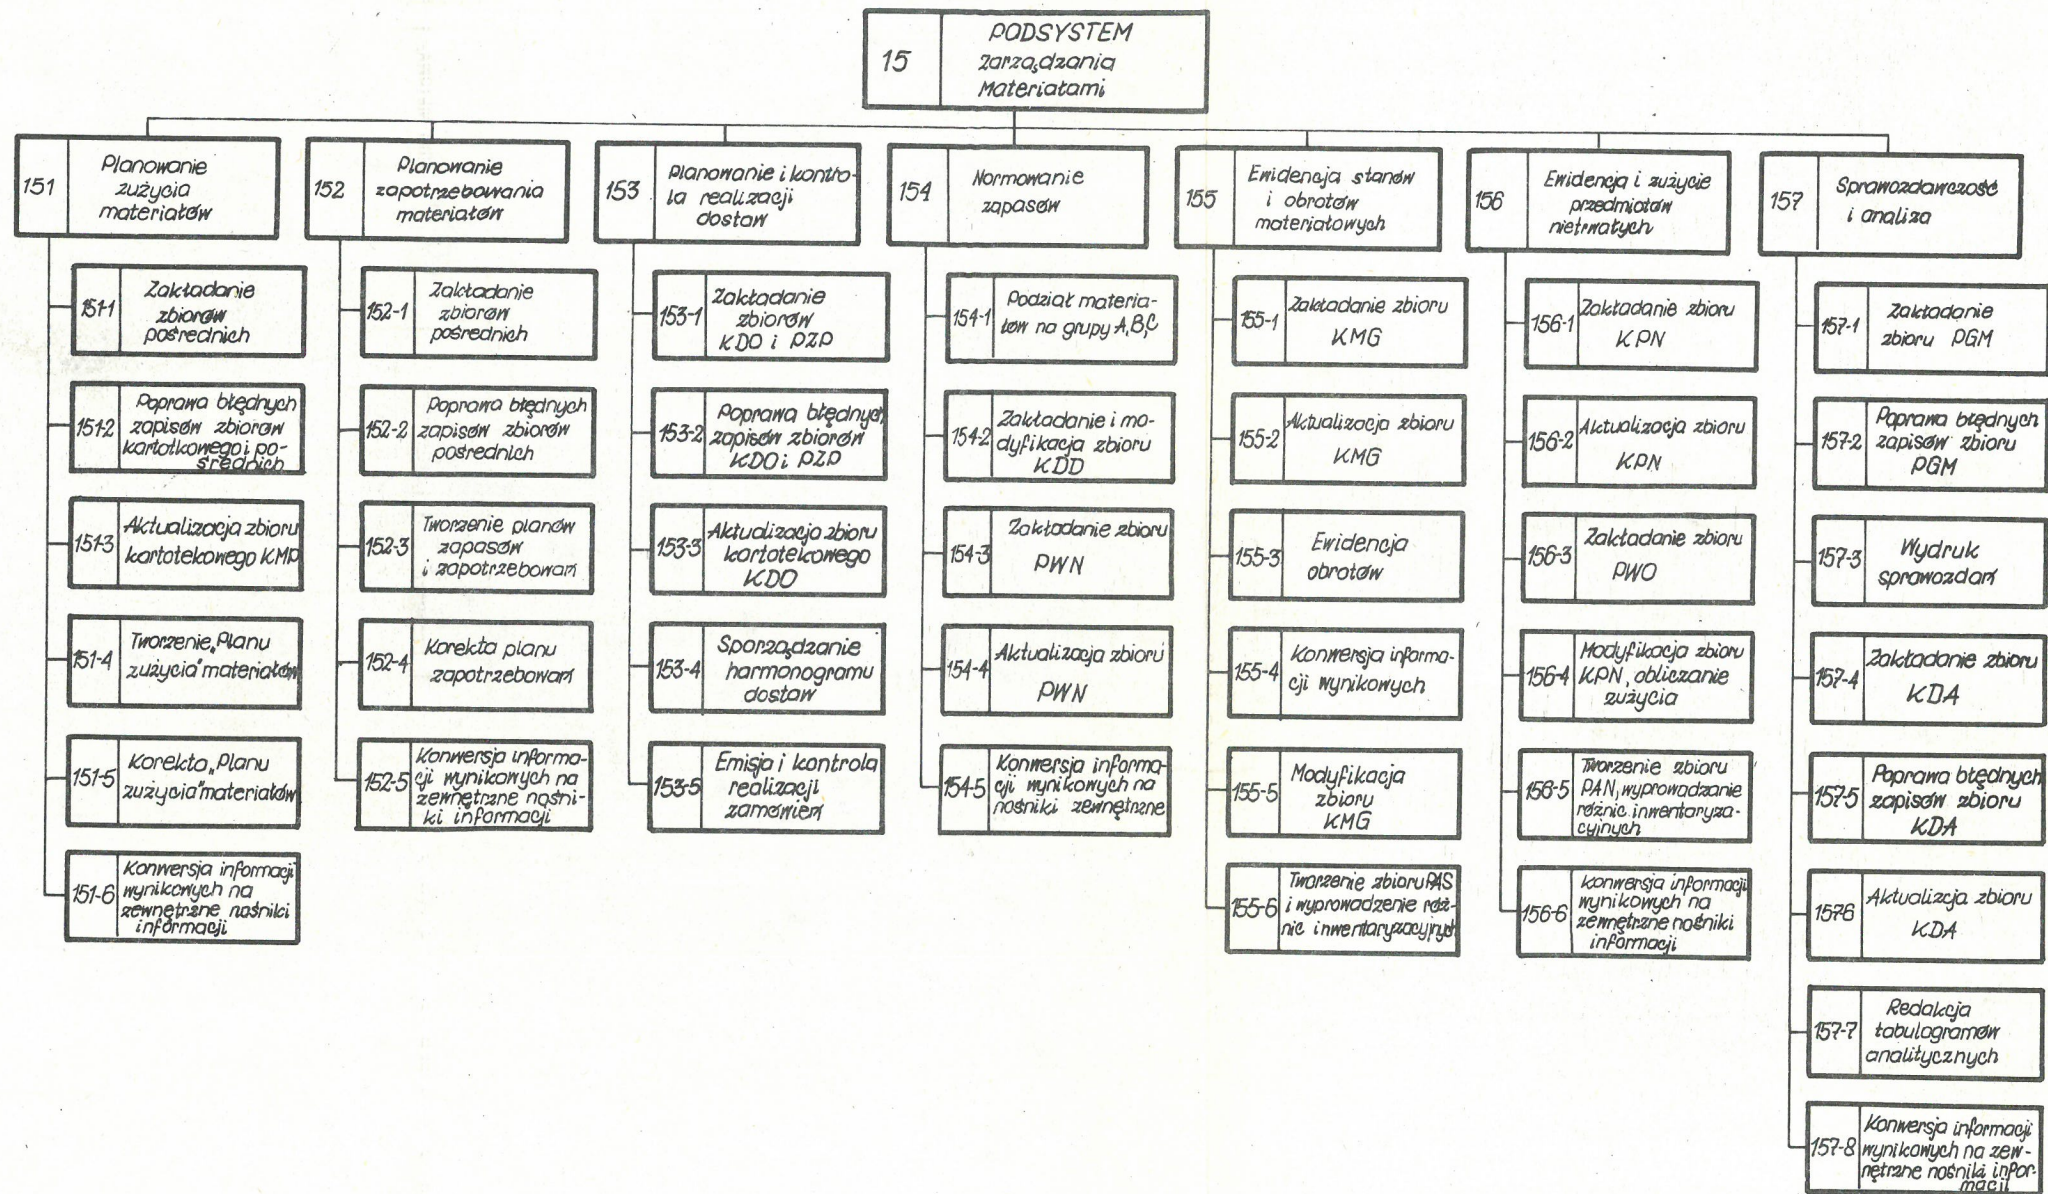 15
PODSYSTEM
Zarządzania
Materiałami
151
Planowanie
zużycia
materiałów
151-1
Zakładanie
zbiorów
pośrednich
151-2
Poprawa błędnych
zapisów zbiorów
kartotkowego i po-
średnich
151-3
Aktualizacja zbioru
kartotekowego KMP
151-4
Tworzenie „Planu
zużycia" materiałów
151-5
Korekta „Planu
zużycia" materiałów
151-6
Konwersja informacji
wynikowych na
zewnętrzne nośniki
informacji
152
Planowanie
zapotrzebowania
materiałów
152-1
Zakładanie
zbiorów
pośrednich
152-2
Poprawa błędnych
zapisów zbiorów
pośrednich
152-3
Tworzenie planów
zapasów
i zapotrzebowań
152-4
Korekta planu
zapotrzebowań
152-5
Konwersja informa-
cji wynikowych na
zewnętrzne nośni-
ki informacji
153
Planowanie i kontro-
la realizacji
dostaw
153-1
Zakładanie
zbiorów
KDO i PZP
153-2
Poprawa błędnych
zapisów zbiorów
KDO i PZP
153-3
Aktualizacja zbioru
kartotekowego
KDO
153-4
Sporządzanie
harmonogramu
dostaw
153-5
Emisja i kontrola
realizacji
zamówień
154
Normowanie
zapasów
154-1
Podział materia-
łów na grupy A,B,C
154-2
Zakładanie i mo-
dyfikacja zbioru
KDD
154-3
Zakładanie zbioru
PWN
154-4
Aktualizacja zbioru
PWN
154-5
Konwersja informa-
cji wynikowych na
nośniki zewnętrzne
155
Ewidencja stanów
i obrotów
materiałowych
155-1
Zakładanie zbioru
KMG
155-2
Aktualizacja zbioru
KMG
155-3
Ewidencja
obrotów
155-4
Konwersja informa-
cji wynikowych
155-5
Modyfikacja
zbioru
KMG
155-6
Tworzenie zbioru PAS
i wyprowadzenie róż-
nic inwentaryzacyjnych
156
Ewidencja i zużycie
przedmiotów
nietrwałych
156-1
Zakładanie zbioru
KPN
156-2
Aktualizacja zbioru
KPN
156-3
Zakładanie zbioru
PWO
156-4
Modyfikacja zbioru
KPN, obliczanie
zużycia
156-5
Tworzenie zbioru
PAN, wyprowadzanie
różnic inwentaryza-
cyjnych
156-6
Konwersja informacji
wynikowych na
zewnętrzne nośniki
informacji
157
Sprawozdawczość
i analiza
157-1
Zakładanie
zbioru PGM
157-2
Poprawa błędnych
zapisów zbioru
PGM
157-3
Wydruk
sprawozdań
157-4
Zakładanie zbioru
KDA
157-5
Poprawa błędnych
zapisów zbioru
KDA
1576
Aktualizcja zbioru
KDA
157-7
Redakcja
tabulogramów
analitycznych
157-8
Konwersja informacji
wynikowych na zew-
nętrzne nośniki infor-
macji